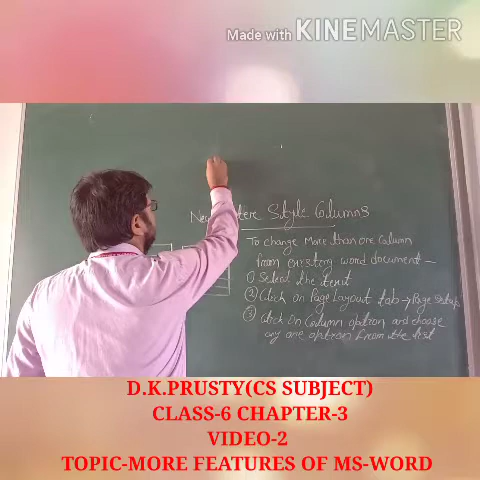 Made with KINEMASTER
Style Columns
To change More than one Column
from our story word document —
① Select the text
② Click on Page Layout tab → Page Setup
③ Click On Column option and choose
any one option from the list
D.K.PRUSTY(CS SUBJECT)
CLASS-6 CHAPTER-3
VIDEO-2
TOPIC-MORE FEATURES OF MS-WORD